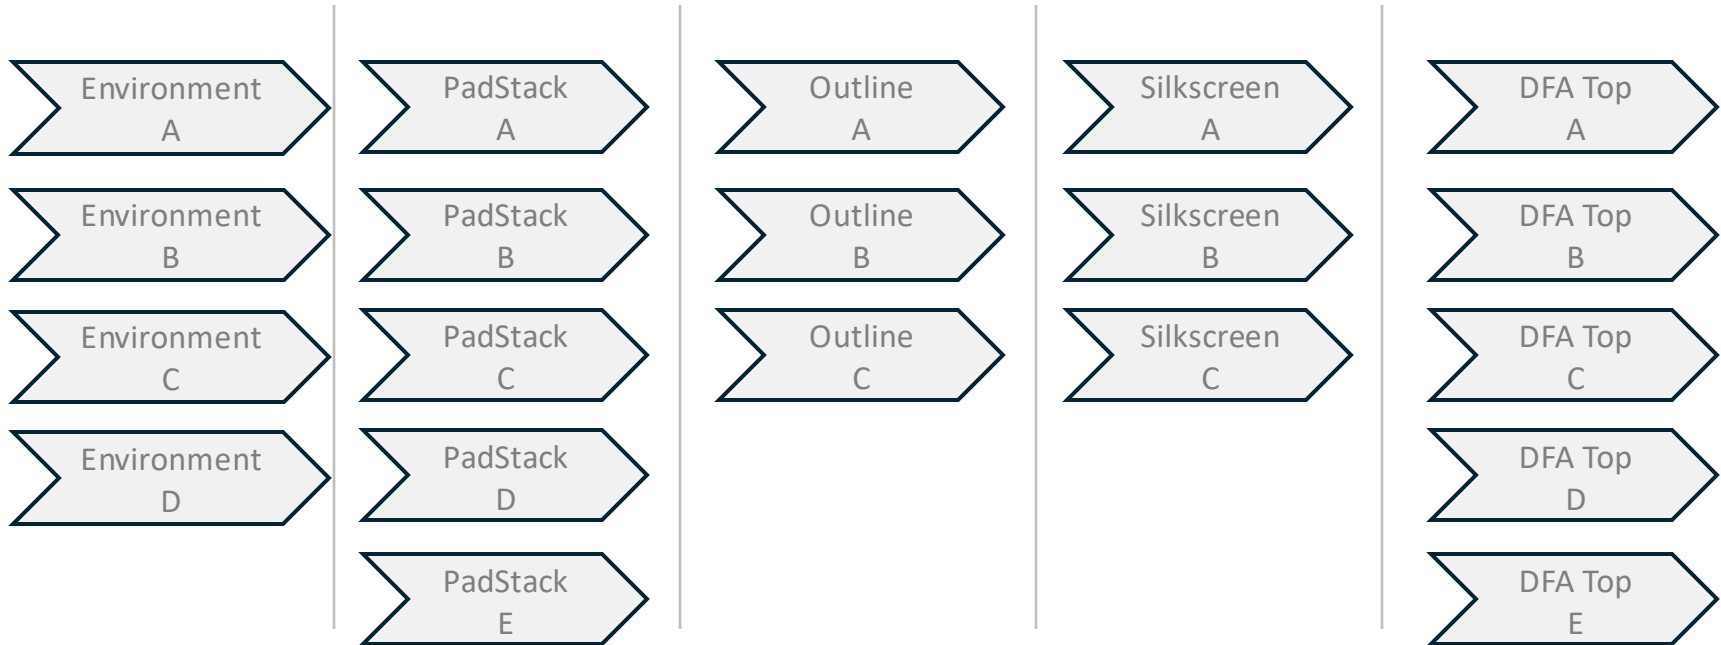 Environment
A
PadStack
A
Outline
A
Silkscreen
A
DFA Top
A
Environment
B
PadStack
B
Outline
B
Silkscreen
B
DFA Top
B
Environment
C
PadStack
C
Outline
C
Silkscreen
C
DFA Top
C
Environment
D
PadStack
D
DFA Top
D
PadStack
E
DFA Top
E